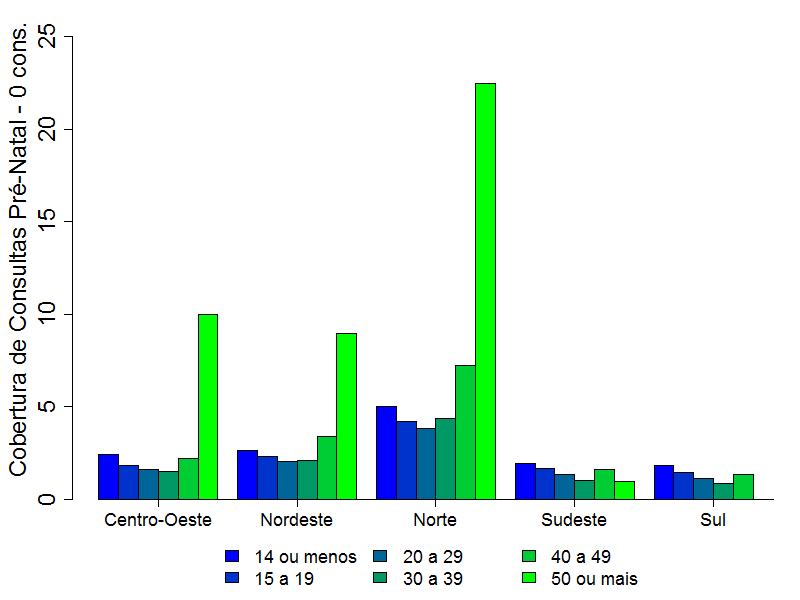 Cobertura de Consultas Pré-Natal - 0 cons.
25
20
15
10
5
0
Centro-Oeste Nordeste Norte Sudeste Sul
14 ou menos 20 a 29 40 a 49
15 a 19 30 a 39 50 ou mais